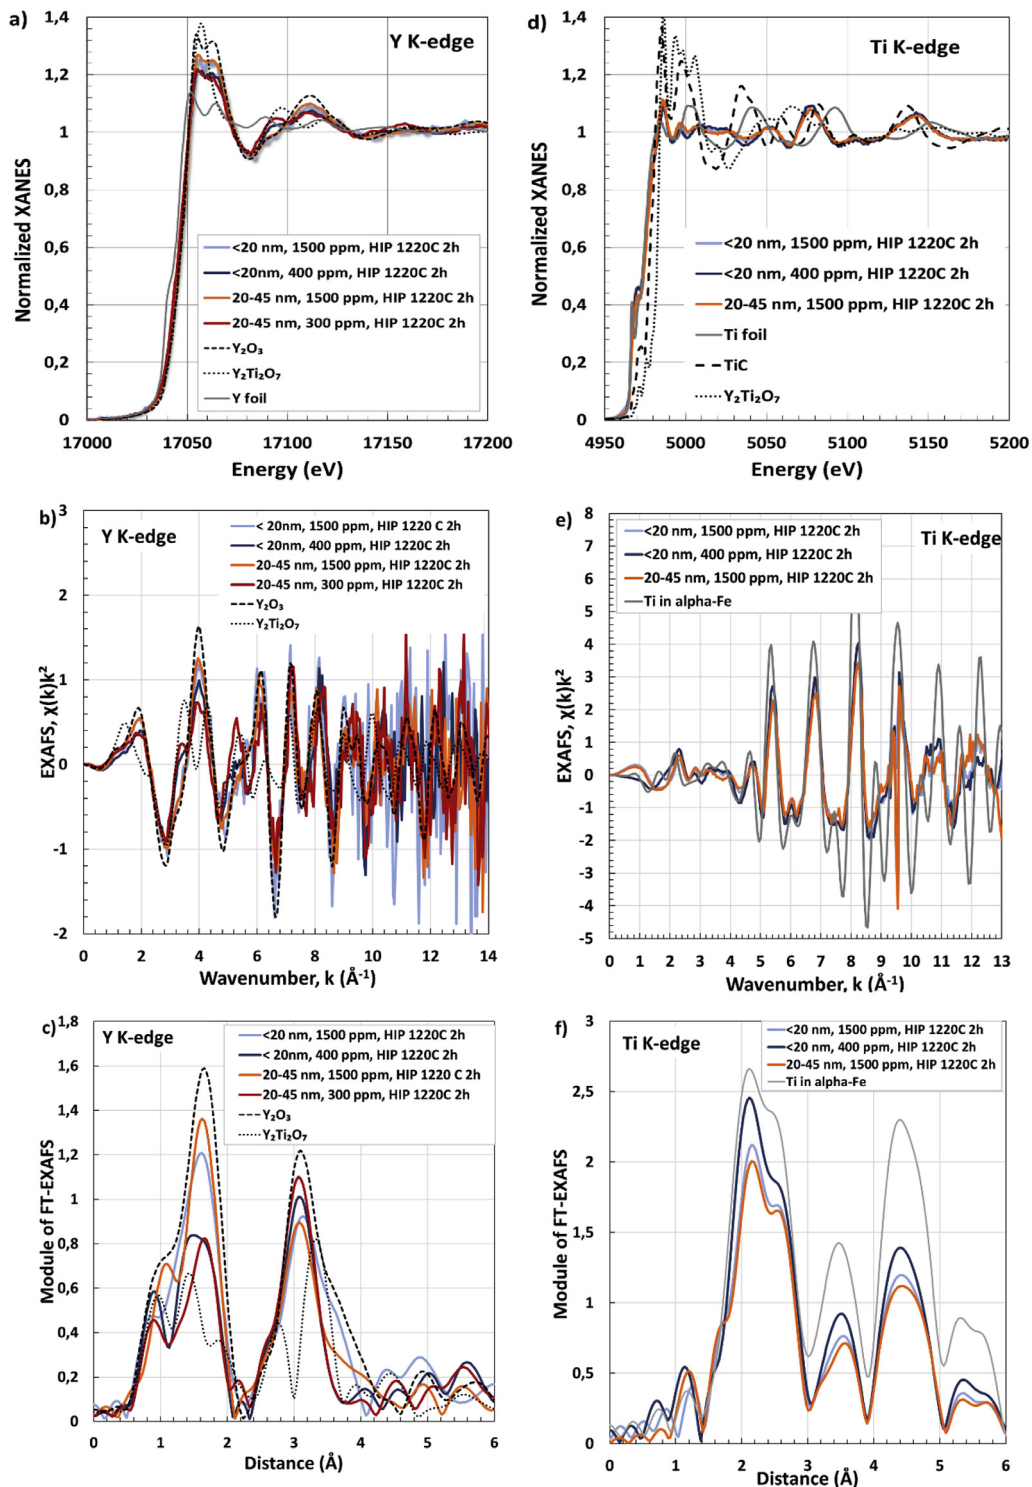 a)
Y K-edge
Normalized XANES
1,4
1,2
1
0,8
0,6
0,4
0,2
0
<20 nm, 1500 ppm, HIP 1220C 2h
<20nm, 400 ppm, HIP 1220C 2h
20-45 nm, 1500 ppm, HIP 1220C 2h
20-45 nm, 300 ppm, HIP 1220C 2h
Y₂O₃
Y₂Ti₂O₇
Y foil
17000 17050 17100 17150 17200
Energy (eV)
d)
Ti K-edge
Normalized XANES
1,4
1,2
1
0,8
0,6
0,4
0,2
0
<20 nm, 1500 ppm, HIP 1220C 2h
<20 nm, 400 ppm, HIP 1220C 2h
20-45 nm, 1500 ppm, HIP 1220C 2h
Ti foil
TiC
Y₂Ti₂O₇
4950 5000 5050 5100 5150 5200
Energy (eV)
b)
Y K-edge
EXAFS, χ(k)k²
3
2
1
0
-1
-2
< 20nm, 1500 ppm, HIP 1220 C 2h
< 20nm, 400 ppm, HIP 1220C 2h
20-45 nm, 1500 ppm, HIP 1220C 2h
20-45 nm, 300 ppm, HIP 1220C 2h
Y₂O₃
Y₂Ti₂O₇
0 2 4 6 8 10 12 14
Wavenumber, k (Å⁻¹)
e)
Ti K-edge
EXAFS, χ(k)k²
8
7
6
5
4
3
2
1
0
-1
-2
-3
-4
-5
<20 nm, 1500 ppm, HIP 1220C 2h
<20 nm, 400 ppm, HIP 1220C 2h
20-45 nm, 1500 ppm, HIP 1220C 2h
Ti in alpha-Fe
0 1 2 3 4 5 6 7 8 9 10 11 12 13
Wavenumber, k (Å⁻¹)
c)
Y K-edge
Module of FT-EXAFS
1,8
1,6
1,4
1,2
1
0,8
0,6
0,4
0,2
0
<20 nm, 1500 ppm, HIP 1220C 2h
< 20nm, 400 ppm, HIP 1220C 2h
20-45 nm, 1500 ppm, HIP 1220 C 2h
20-45 nm, 300 ppm, HIP 1220C 2h
Y₂O₃
Y₂Ti₂O₇
0 1 2 3 4 5 6
Distance (Å)
f)
Ti K-edge
Module of FT-EXAFS
3
2,5
2
1,5
1
0,5
0
<20 nm, 1500 ppm, HIP 1220C 2h
<20 nm, 400 ppm, HIP 1220C 2h
20-45 nm, 1500 ppm, HIP 1220C 2h
Ti in alpha-Fe
0 1 2 3 4 5 6
Distance (Å)